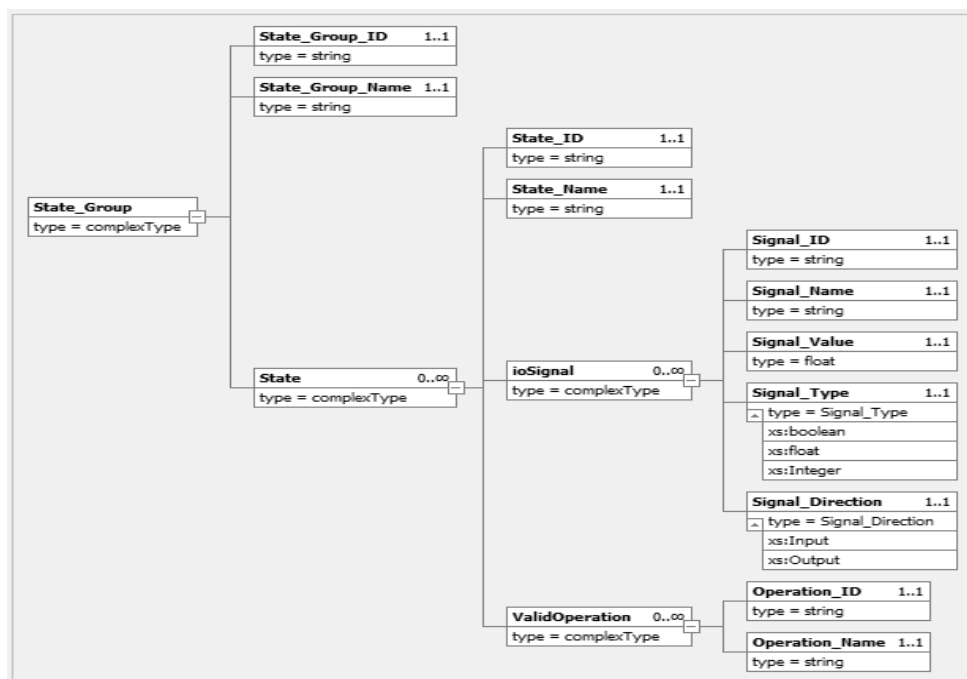 State_Group_ID 1..1
type = string
State_Group_Name 1..1
type = string
State_ID 1..1
type = string
State_Name 1..1
type = string
State_Group
type = complexType
Signal_ID 1..1
type = string
Signal_Name 1..1
type = string
Signal_Value 1..1
type = float
State 0..∞
type = complexType
ioSignal 0..∞
type = complexType
Signal_Type 1..1
type = Signal_Type
xs:boolean
xs:float
xs:Integer
Signal_Direction 1..1
type = Signal_Direction
xs:Input
xs:Output
ValidOperation 0..∞
type = complexType
Operation_ID 1..1
type = string
Operation_Name 1..1
type = string